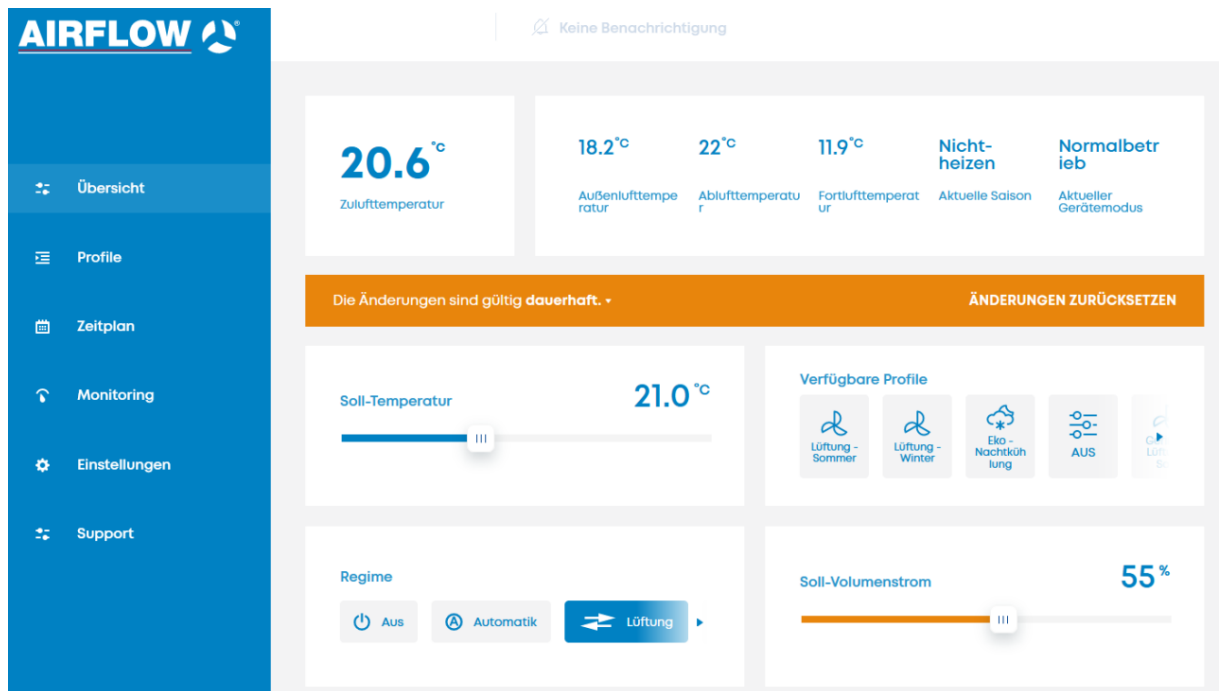 AIRFLOW
Keine Benachrichtigung
Übersicht
Profile
Zeitplan
Monitoring
Einstellungen
Support
20.6°C
Zulufttemperatur
18.2°C
Außenlufttempe
ratur
22°C
Ablufttemperatu
r
11.9°C
Fortlufttemperat
ur
Nicht-
heizen
Aktuelle Saison
Normalbetr
ieb
Aktueller
Gerätemodus
Die Änderungen sind gültig dauerhaft.
ÄNDERUNGEN ZURÜCKSETZEN
Soll-Temperatur
21.0°C
Verfügbare Profile
Lüftung -
Sommer
Lüftung -
Winter
Eko -
Nachtküh
lung
AUS
Regime
Aus
Automatik
Lüftung
Soll-Volumenstrom
55%